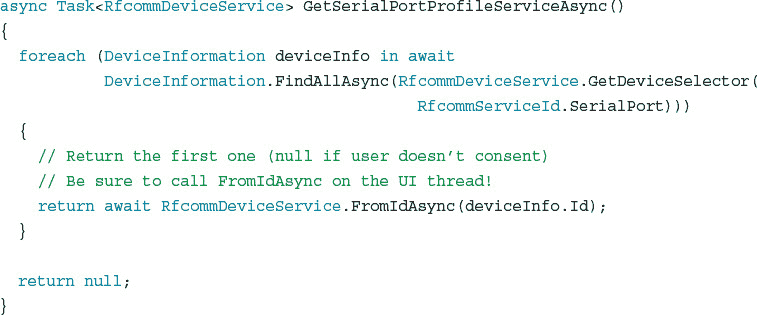 async Task<RfcommDeviceService> GetSerialPortProfileServiceAsync()
{
  foreach (DeviceInformation deviceInfo in await
           DeviceInformation.FindAllAsync(RfcommDeviceService.GetDeviceSelector(
                                            RfcommServiceId.SerialPort)))
  {
    // Return the first one (null if user doesn’t consent)
    // Be sure to call FromIdAsync on the UI thread!
    return await RfcommDeviceService.FromIdAsync(deviceInfo.Id);
  }

  return null;
}